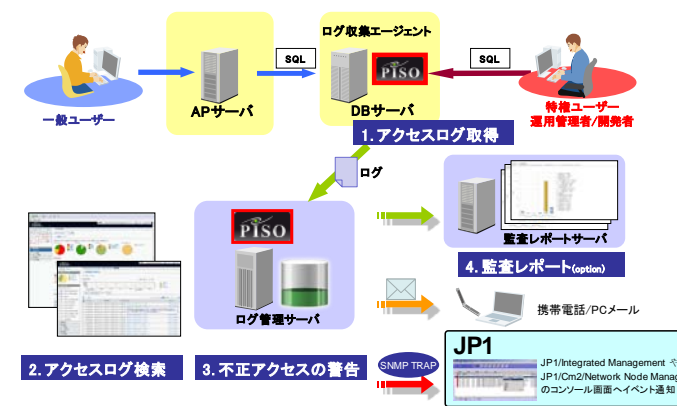 ログ収集エージェント
SQL
SQL
PISO
一般ユーザー
APサーバ
DBサーバ
特権ユーザー
運用管理者/開発者
1.アクセスログ取得
ログ
PISO
監査レポートサーバ
4.監査レポート(option)
ログ管理サーバ
携帯電話/PCメール
2.アクセスログ検索
3.不正アクセスの警告
SNMP TRAP
JP1
JP1/Integrated Management や
JP1/Cm2/Network Node Manag
のコンソール画面へイベント通知